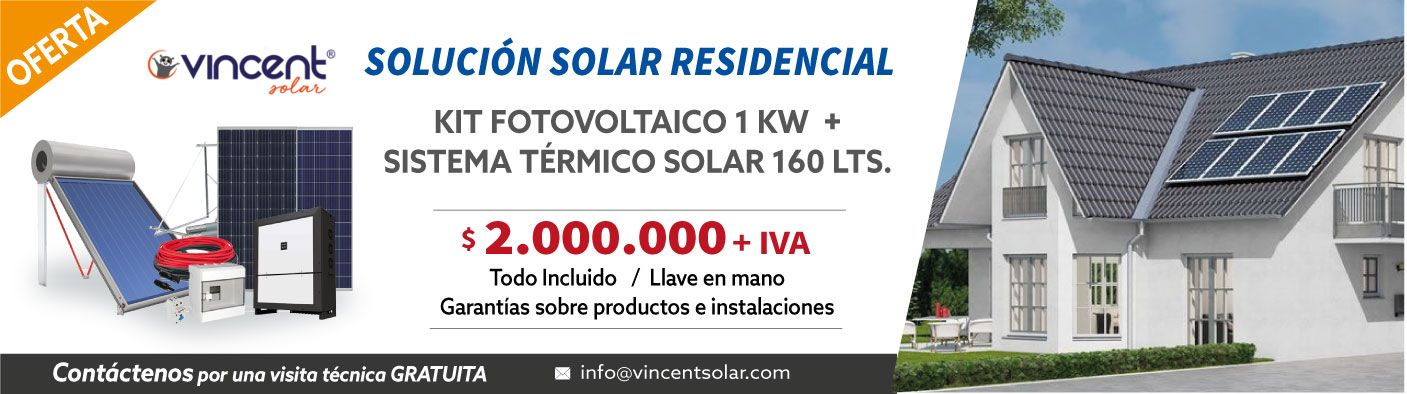 OFERTA
vincent®
solar
SOLUCIÓN SOLAR RESIDENCIAL
KIT FOTOVOLTAICO 1 KW +
SISTEMA TÉRMICO SOLAR 160 LTS.
$ 2.000.000 + IVA
Todo Incluido / Llave en mano
Garantías sobre productos e instalaciones
Contáctenos por una visita técnica GRATUITA
info@vincentsolar.com